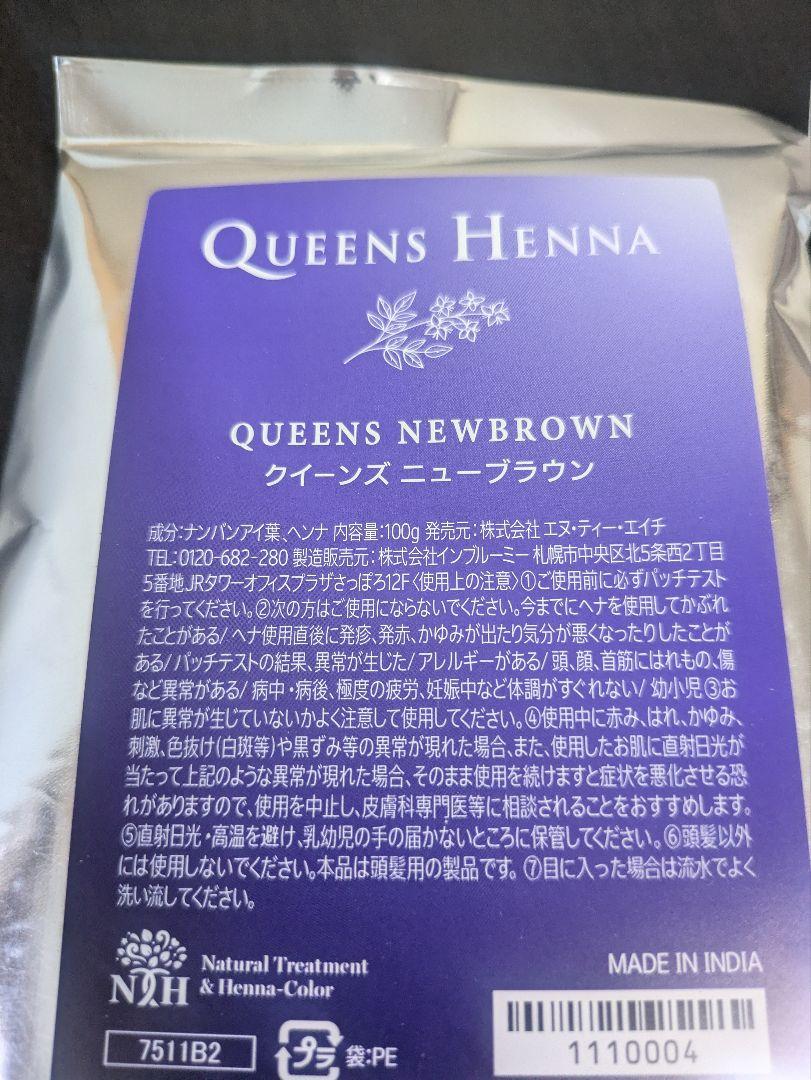 QUEENS HENNA
QUEENS NEWBROWN
クイーンズ ニューブラウン
成分:ナンバンアイ葉、ヘンナ 内容量:100g 発売元:株式会社 エヌ・ティー・エイチ
TEL:0120-682-280 製造販売元:株式会社インブルーミー 札幌市中央区北5条西2丁目
5番地JRタワーオフィスプラザさっぽろ12F〈使用上の注意〉①ご使用前に必ずパッチテスト
を行ってください。②次の方はご使用にならないでください。今までにヘナを使用してかぶれ
たことがある/ヘナ使用直後に発疹、発赤、かゆみが出たり気分が悪くなったりしたことが
ある/パッチテストの結果、異常が生じた/アレルギーがある/頭、顔、首筋にはれもの、傷
など異常がある/病中・病後、極度の疲労、妊娠中など体調がすぐれない/幼小児③お
肌に異常が生じていないかよく注意して使用してください。④使用中に赤み、はれ、かゆみ、
刺激、色抜け(白斑等)や黒ずみ等の異常が現れた場合、また、使用したお肌に直射日光が
当たって上記のような異常が現れた場合、そのまま使用を続けますと症状を悪化させる恐
れがありますので、使用を中止し、皮膚科専門医等に相談されることをおすすめします。
⑤直射日光・高温を避け、乳幼児の手の届かないところに保管してください。⑥頭髪以外
には使用しないでください。本品は頭髪用の製品です。⑦目に入った場合は流水でよく
洗い流してください。
NTH Natural Treatment
& Henna-Color
MADE IN INDIA
7511B2
プラ 袋:PE
1110004